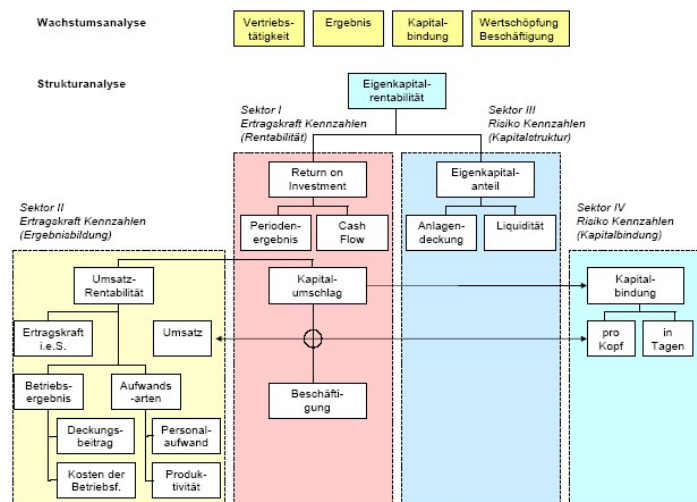 Wachstumsanalyse
Vertriebs-
tätigkeit
Ergebnis
Kapital-
bindung
Wertschöpfung
Beschäftigung
Strukturanalyse
Eigenkapital-
rentabilität
Sektor I
Ertragskraft Kennzahlen
(Rentabilität)
Sektor III
Risiko Kennzahlen
(Kapitalstruktur)
Return on
Investment
Eigenkapital-
anteil
Perioden-
ergebnis
Cash
Flow
Anlagen-
deckung
Liquidität
Sektor II
Ertragskraft Kennzahlen
(Ergebnisbildung)
Sektor IV
Risiko Kennzahlen
(Kapitalbindung)
Umsatz-
Rentabilität
Kapital-
umschlag
Kapital-
bindung
Ertragskraft
i.e.S.
Umsatz
pro
Kopf
in
Tagen
Betriebs-
ergebnis
Aufwands
-arten
Beschäfti-
gung
Deckungs-
beitrag
Personal-
aufwand
Kosten der
Betriebsf.
Produk-
tivität